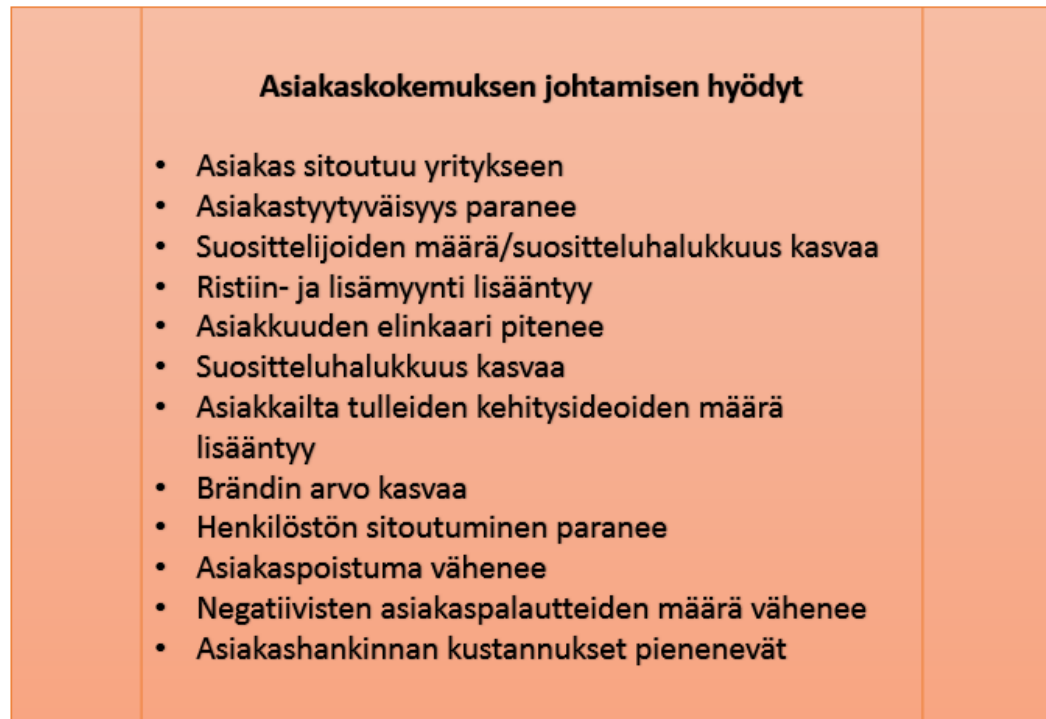 Asiakaskokemuksen johtamisen hyödyt
• Asiakas sitoutuu yritykseen
• Asiakastyytyväisyys paranee
• Suosittelijoiden määrä/suositteluhalukkuus kasvaa
• Ristiin- ja lisämyynti lisääntyy
• Asiakkuuden elinkaari pitenee
• Suositteluhalukkuus kasvaa
• Asiakkailta tulleiden kehitysideoiden määrä
lisääntyy
• Brändin arvo kasvaa
• Henkilöstön sitoutuminen paranee
• Asiakaspoistuma vähenee
• Negatiivisten asiakaspalautteiden määrä vähenee
• Asiakashankinnan kustannukset pienenevät